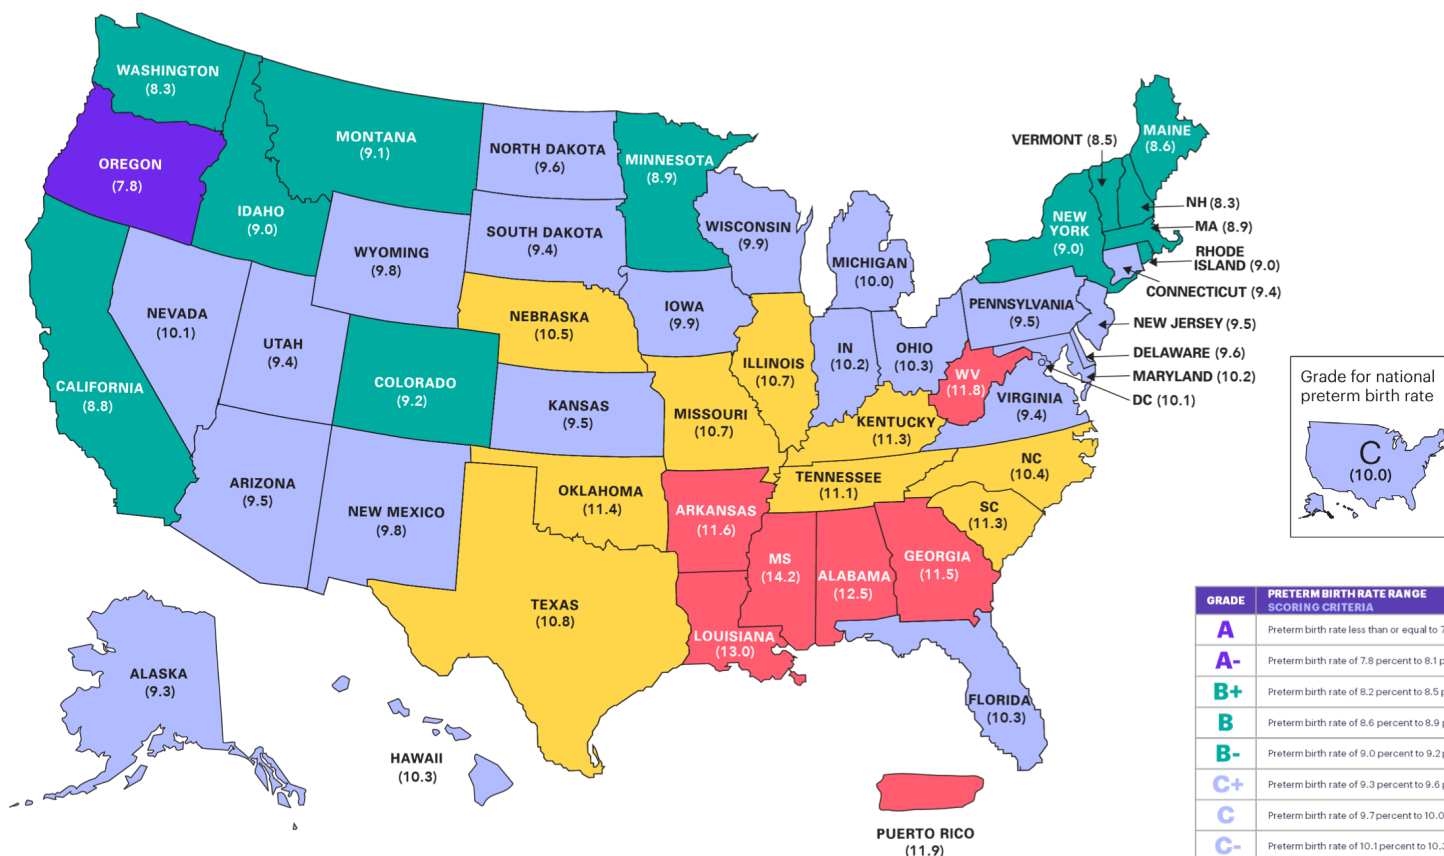 WASHINGTON
(8.3)
OREGON
(7.8)
MONTANA
(9.1)
IDAHO
(9.0)
WYOMING
(9.8)
NORTH DAKOTA
(9.6)
SOUTH DAKOTA
(9.4)
MINNESOTA
(8.9)
WISCONSIN
(9.9)
MICHIGAN
(10.0)
NEW
YORK
(9.0)
VERMONT (8.5)
MAINE
(8.6)
NH (8.3)
MA (8.9)
RHODE
ISLAND (9.0)
CONNECTICUT (9.4)
NEW JERSEY (9.5)
DELAWARE (9.6)
MARYLAND (10.2)
DC (10.1)
PENNSYLVANIA
(9.5)
NEVADA
(10.1)
UTAH
(9.4)
CALIFORNIA
(8.8)
COLORADO
(9.2)
NEBRASKA
(10.5)
IOWA
(9.9)
KANSAS
(9.5)
MISSOURI
(10.7)
ILLINOIS
(10.7)
IN
(10.2)
OHIO
(10.3)
WV
(11.8)
VIRGINIA
(9.4)
KENTUCKY
(11.3)
TENNESSEE
(11.1)
NC
(10.4)
SC
(11.3)
ARIZONA
(9.5)
NEW MEXICO
(9.8)
OKLAHOMA
(11.4)
ARKANSAS
(11.6)
MS
(14.2)
ALABAMA
(12.5)
GEORGIA
(11.5)
TEXAS
(10.8)
LOUISIANA
(13.0)
FLORIDA
(10.3)
ALASKA
(9.3)
HAWAII
(10.3)
PUERTO RICO
(11.9)
Grade for national
preterm birth rate
C
(10.0)
GRADE PRETERM BIRTH RATE RANGE
SCORING CRITERIA
A Preterm birth rate less than or equal to 7
A- Preterm birth rate of 7.8 percent to 8.1 p
B+ Preterm birth rate of 8.2 percent to 8.5 p
B Preterm birth rate of 8.6 percent to 8.9 p
B- Preterm birth rate of 9.0 percent to 9.2 p
C+ Preterm birth rate of 9.3 percent to 9.6 p
C Preterm birth rate of 9.7 percent to 10.0
C- Preterm birth rate of 10.1 percent to 10.3